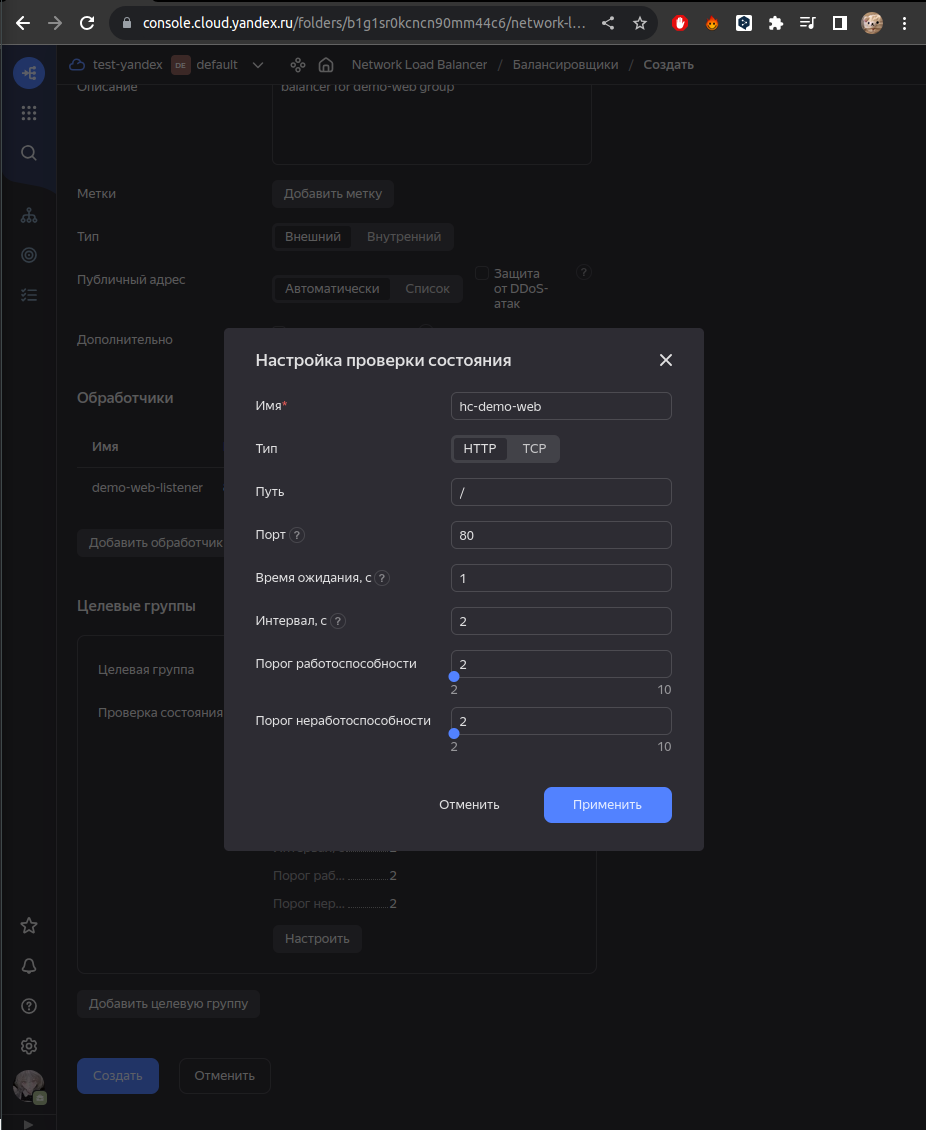 console.cloud.yandex.ru/folders/b1g1sr0kcncn90mm44c6/network-l...
test-yandex DE default Network Load Balancer / Балансировщики / Создать
Описание balancer for demo-web group
Метки Добавить метку
Тип Внешний Внутренний
Публичный адрес Автоматически Список Защита
от DDoS-
атак
?
Дополнительно
Обработчики
Имя
demo-web-listener
Добавить обработчик
Целевые группы
Целевая группа
Проверка состояния
Настройка проверки состояния
Имя* hc-demo-web
Тип HTTP TCP
Путь /
Порт ? 80
Время ожидания, с ? 1
Интервал, с ? 2
Порог работоспособности 2
2 10
Порог неработоспособности 2
2 10
Отменить Применить
Порог раб... 2
Порог нер... 2
Настроить
Добавить целевую группу
Создать Отменить